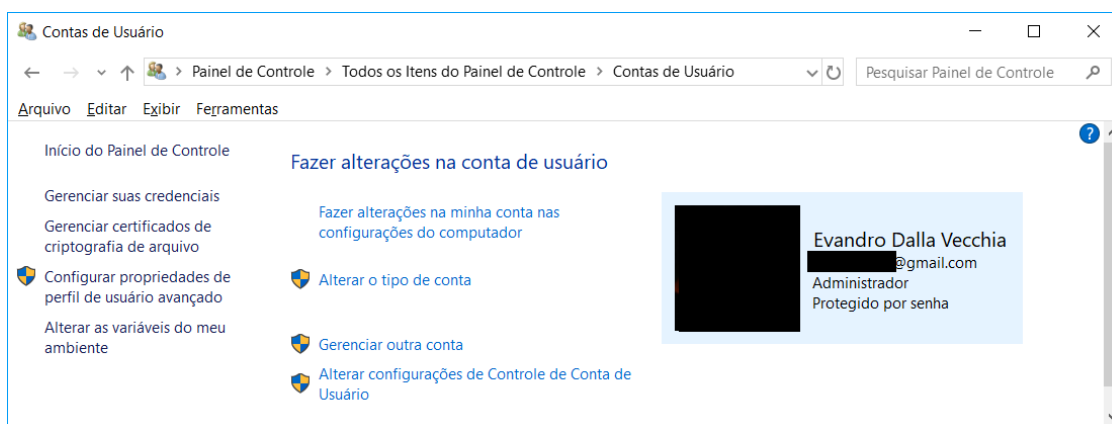 Contas de Usuário
Painel de Controle > Todos os Itens do Painel de Controle > Contas de Usuário
Pesquisar Painel de Controle
Arquivo Editar Exibir Ferramentas
Início do Painel de Controle
Gerenciar suas credenciais
Gerenciar certificados de
criptografia de arquivo
Configurar propriedades de
perfil de usuário avançado
Alterar as variáveis do meu
ambiente
Fazer alterações na conta de usuário
Fazer alterações na minha conta nas
configurações do computador
Alterar o tipo de conta
Gerenciar outra conta
Alterar configurações de Controle de Conta de
Usuário
Evandro Dalla Vecchia
@gmail.com
Administrador
Protegido por senha